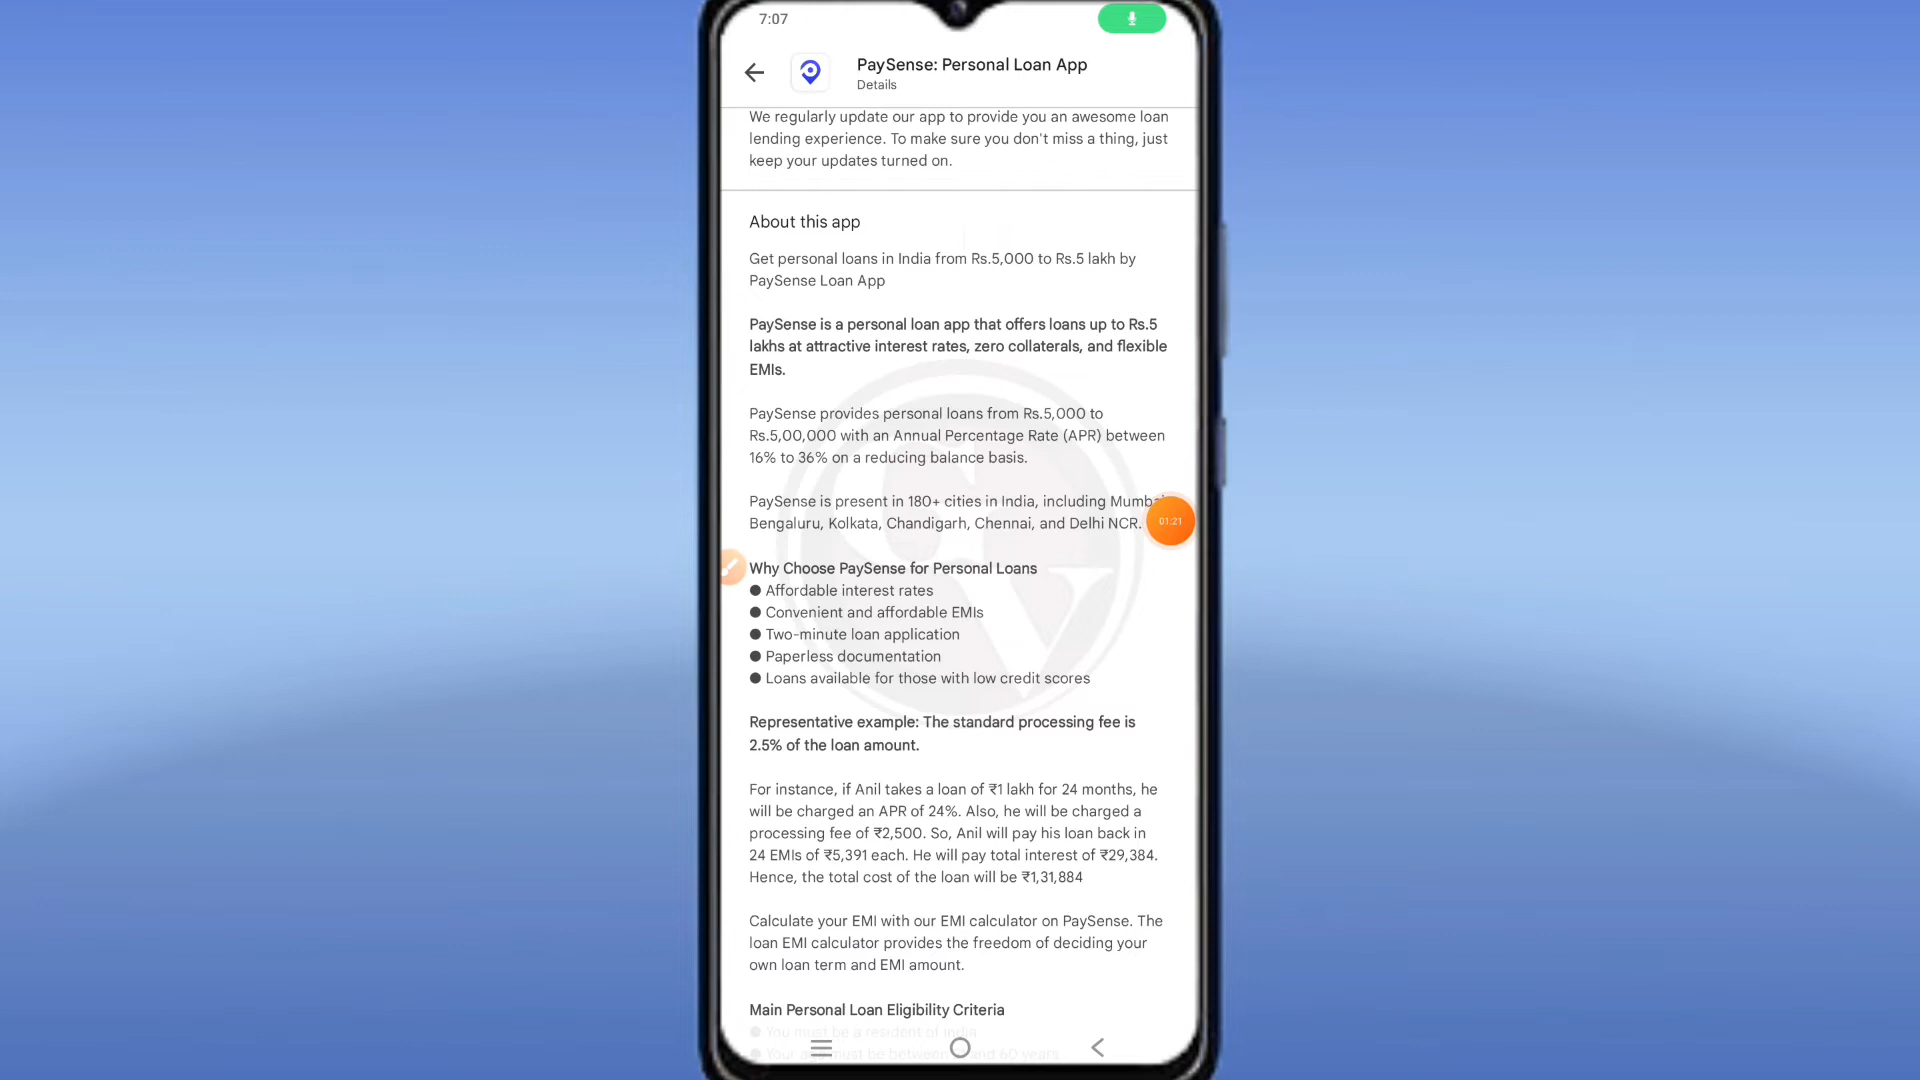 7:07
PaySense: Personal Loan App
Details
We regularly update our app to provide you an awesome loan
lending experience. To make sure you don't miss a thing, just
keep your updates turned on.
About this app
Get personal loans in India from Rs.5,000 to Rs.5 lakh by
PaySense Loan App
PaySense is a personal loan app that offers loans up to Rs.5
lakhs at attractive interest rates, zero collaterals, and flexible
EMIs.
PaySense provides personal loans from Rs.5,000 to
Rs.5,00,000 with an Annual Percentage Rate (APR) between
16% to 36% on a reducing balance basis.
PaySense is present in 180+ cities in India, including
Bengaluru, Kolkata, Chandigarh, Chennai, and Delhi NCR.
01:21
Why Choose PaySense for Personal Loans
● Affordable interest rates
● Convenient and affordable EMIs
● Two-minute loan application
● Paperless documentation
● Loans available for those with low credit scores
Representative example: The standard processing fee is
2.5% of the loan amount.
For instance, if Anil takes a loan of ₹1 lakh for 24 months, he
will be charged an APR of 24%. Also, he will be charged a
processing fee of ₹2,500. So, Anil will pay his loan back in
24 EMIs of ₹5,391 each. He will pay total interest of ₹29,384.
Hence, the total cost of the loan will be ₹1,31,884
Calculate your EMI with our EMI calculator on PaySense. The
loan EMI calculator provides the freedom of deciding your
own loan term and EMI amount.
Main Personal Loan Eligibility Criteria
● You must be a resident of India
● Your must be between and 60 years